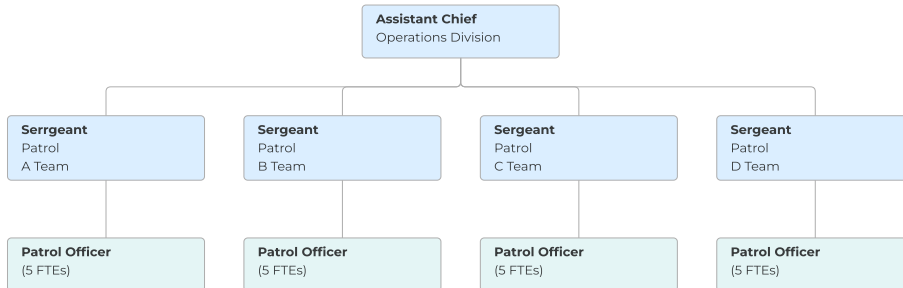 Assistant Chief
Operations Division
Serrgeant
Patrol
A Team
Sergeant
Patrol
B Team
Sergeant
Patrol
C Team
Sergeant
Patrol
D Team
Patrol Officer
(5 FTEs)
Patrol Officer
(5 FTEs)
Patrol Officer
(5 FTEs)
Patrol Officer
(5 FTEs)